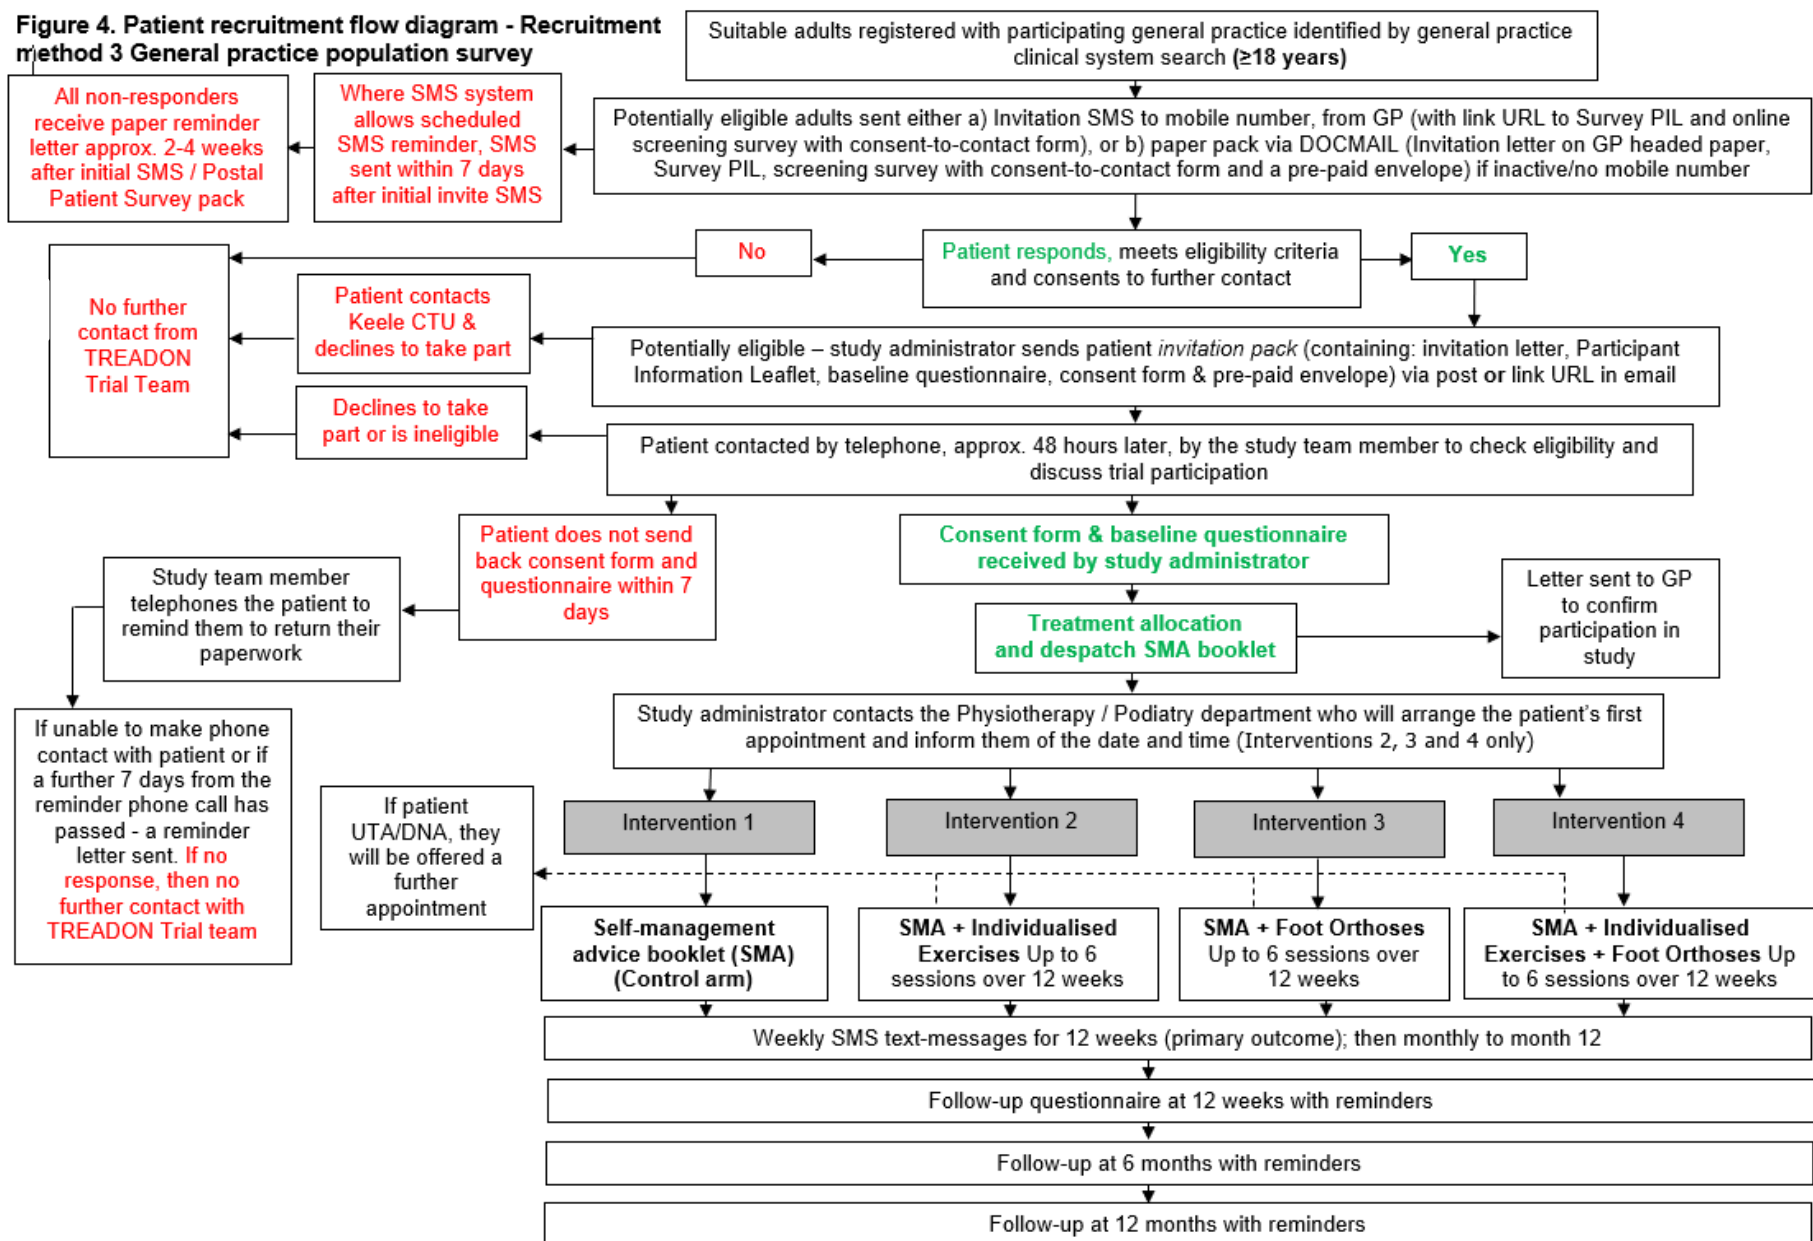 Figure 4. Patient recruitment flow diagram - Recruitment
method 3 General practice population survey
Suitable adults registered with participating general practice identified by general practice
clinical system search (≥18 years)
All non-responders
receive paper reminder
letter approx. 2-4 weeks
after initial SMS / Postal
Patient Survey pack
Where SMS system
allows scheduled
SMS reminder, SMS
sent within 7 days
after initial invite SMS
Potentially eligible adults sent either a) Invitation SMS to mobile number, from GP (with link URL to Survey PIL and online
screening survey with consent-to-contact form), or b) paper pack via DOCMAIL (Invitation letter on GP headed paper,
Survey PIL, screening survey with consent-to-contact form and a pre-paid envelope) if inactive/no mobile number
No
Patient responds, meets eligibility criteria
and consents to further contact
Yes
No further
contact from
TREADON
Trial Team
Patient contacts
Keele CTU &
declines to take part
Potentially eligible – study administrator sends patient invitation pack (containing: invitation letter, Participant
Information Leaflet, baseline questionnaire, consent form & pre-paid envelope) via post or link URL in email
Declines to take
part or is ineligible
Patient contacted by telephone, approx. 48 hours later, by the study team member to check eligibility and
discuss trial participation
Patient does not send
back consent form and
questionnaire within 7
days
Consent form & baseline questionnaire
received by study administrator
Study team member
telephones the patient to
remind them to return their
paperwork
Treatment allocation
and despatch SMA booklet
Letter sent to GP
to confirm
participation in
study
If unable to make phone
contact with patient or if
a further 7 days from the
reminder phone call has
passed - a reminder
letter sent. If no
response, then no
further contact with
TREADON Trial team
Study administrator contacts the Physiotherapy / Podiatry department who will arrange the patient's first
appointment and inform them of the date and time (Interventions 2, 3 and 4 only)
If patient
UTA/DNA, they
will be offered a
further
appointment
Intervention 1
Intervention 2
Intervention 3
Intervention 4
Self-management
advice booklet (SMA)
(Control arm)
SMA + Individualised
Exercises Up to 6
sessions over 12 weeks
SMA + Foot Orthoses
Up to 6 sessions over
12 weeks
SMA + Individualised
Exercises + Foot Orthoses Up
to 6 sessions over 12 weeks
Weekly SMS text-messages for 12 weeks (primary outcome); then monthly to month 12
Follow-up questionnaire at 12 weeks with reminders
Follow-up at 6 months with reminders
Follow-up at 12 months with reminders